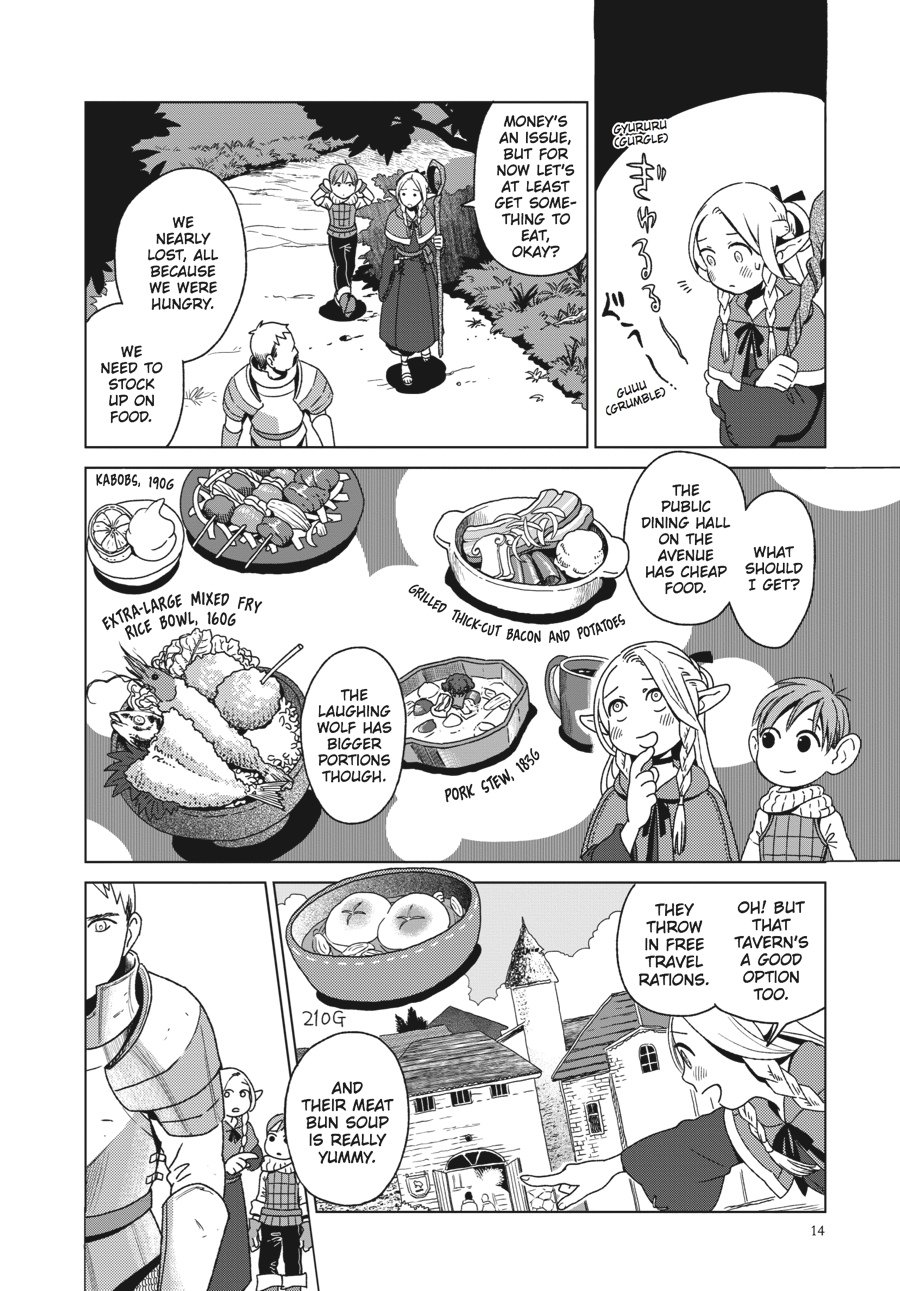 GYURURU
(GURGLE)
ぎゅるるる
ぐうー
GUUU
(GRUMBLE)
MONEY'S
AN ISSUE,
BUT FOR
NOW LET'S
AT LEAST
GET SOME-
THING TO
EAT,
OKAY?
WE
NEARLY
LOST, ALL
BECAUSE
WE WERE
HUNGRY.
WE
NEED TO
STOCK
UP ON
FOOD.
WHAT
SHOULD
I GET?
THE
PUBLIC
DINING HALL
ON THE
AVENUE
HAS CHEAP
FOOD.
GRILLED THICK-CUT BACON AND POTATOES
KABOBS, 190G
EXTRA-LARGE MIXED FRY
RICE BOWL, 160G
PORK STEW, 183G
THE
LAUGHING
WOLF HAS
BIGGER
PORTIONS
THOUGH.
OH! BUT
THAT
TAVERN'S
A GOOD
OPTION
TOO.
THEY
THROW
IN FREE
TRAVEL
RATIONS.
210G
AND
THEIR MEAT
BUN SOUP
IS REALLY
YUMMY.
14